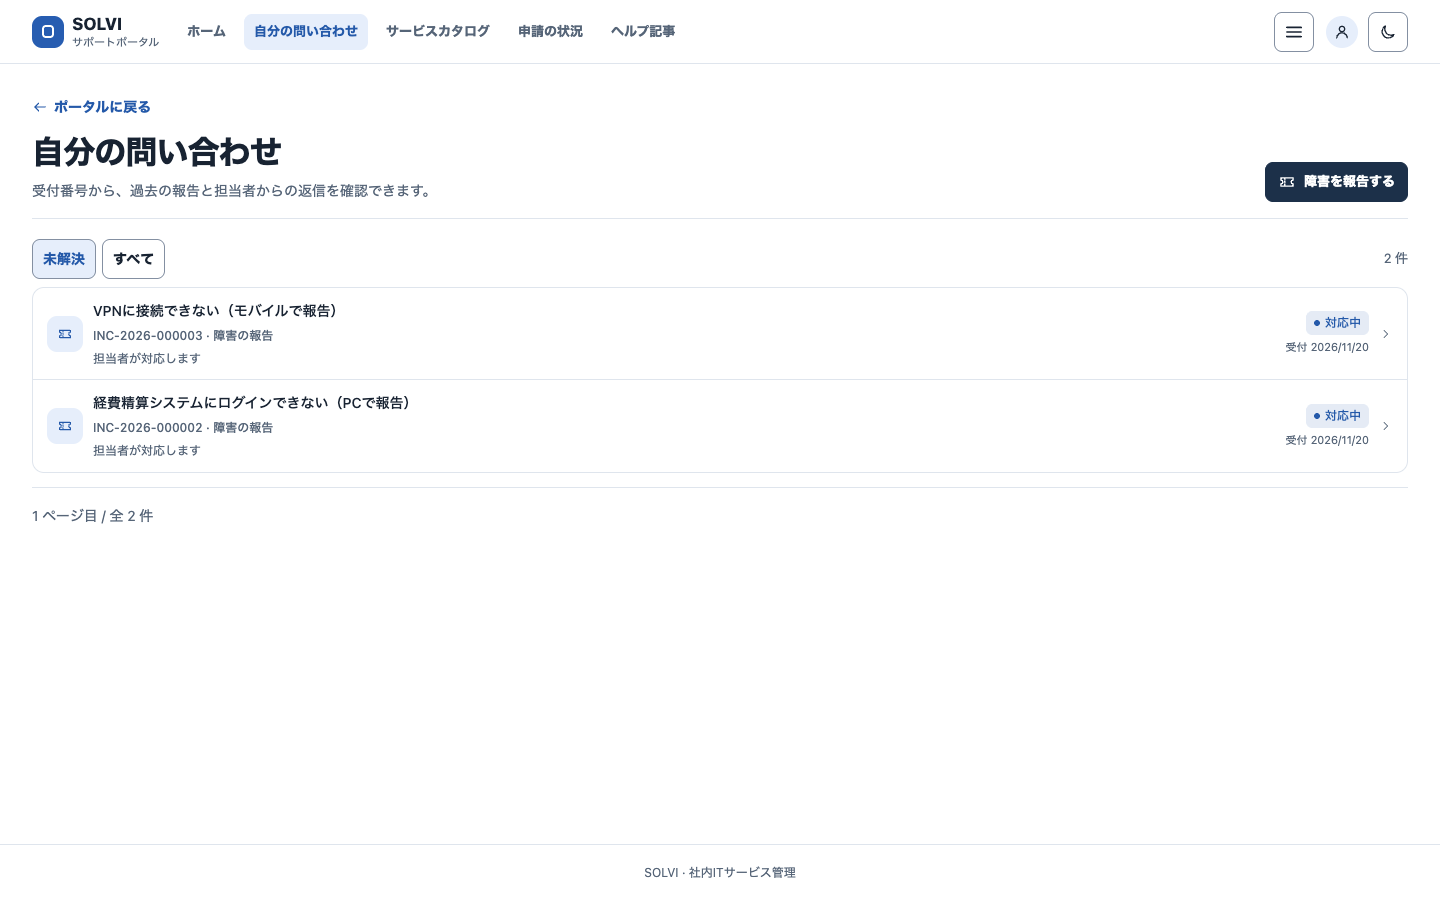 SOLVI
サポートポータル
ホーム
自分の問い合わせ
サービスカタログ
申請の状況
ヘルプ記事
ポータルに戻る
自分の問い合わせ
受付番号から、過去の報告と担当者からの返信を確認できます。
障害を報告する
未解決
すべて
2 件
VPNに接続できない（モバイルで報告）
INC-2026-000003 · 障害の報告
担当者が対応します
対応中
受付 2026/11/20
経費精算システムにログインできない（PCで報告）
INC-2026-000002 · 障害の報告
担当者が対応します
対応中
受付 2026/11/20
1 ページ目 / 全 2 件
SOLVI · 社内ITサービス管理